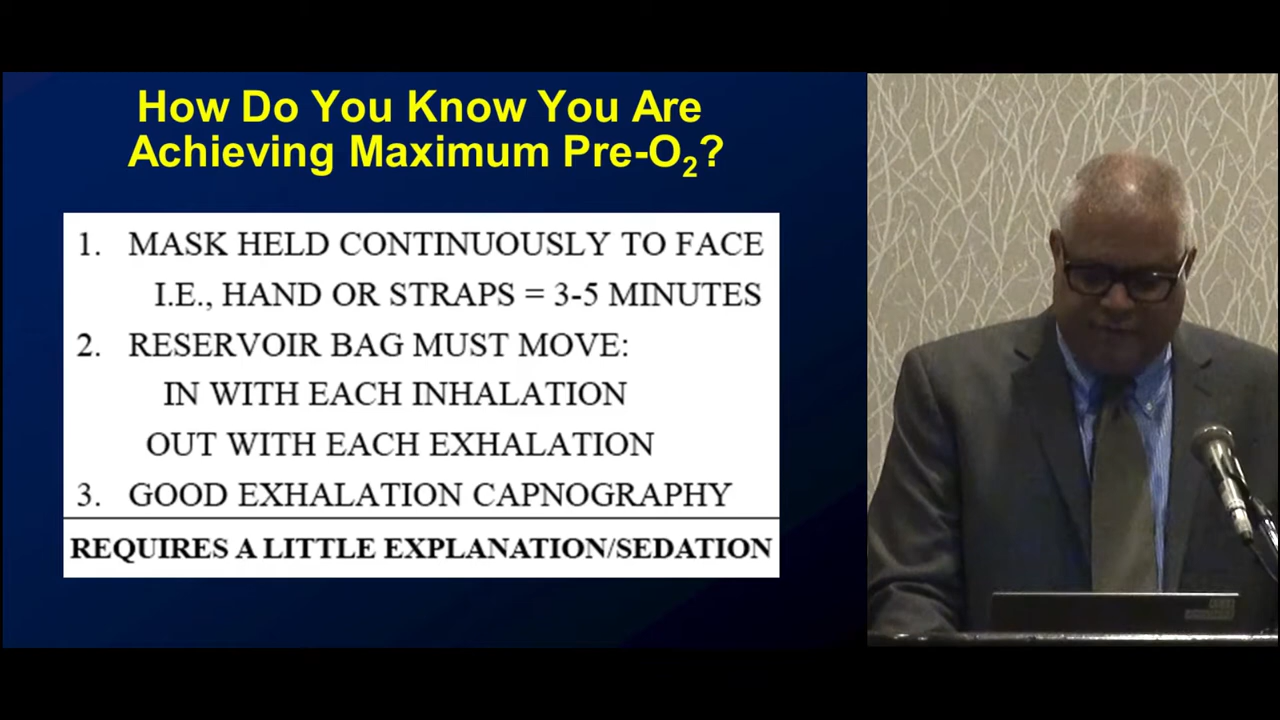 How Do You Know You Are
Achieving Maximum Pre-O₂?
1. MASK HELD CONTINUOUSLY TO FACE
I.E., HAND OR STRAPS = 3-5 MINUTES
2. RESERVOIR BAG MUST MOVE:
IN WITH EACH INHALATION
OUT WITH EACH EXHALATION
3. GOOD EXHALATION CAPNOGRAPHY
REQUIRES A LITTLE EXPLANATION/SEDATION